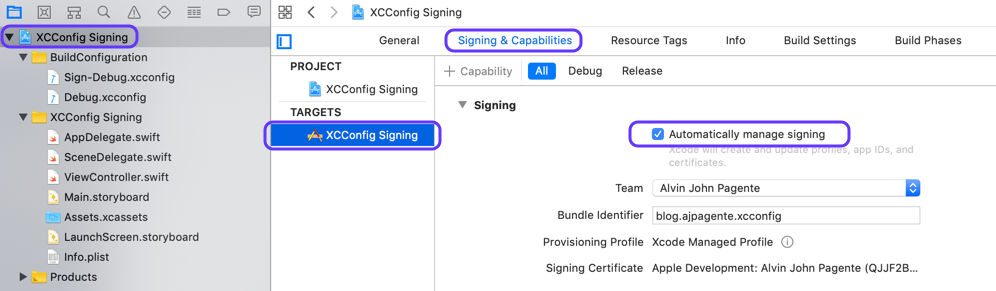 XCConfig Signing
XCConfig Signing
BuildConfiguration
Sign-Debug.xcconfig
Debug.xcconfig
XCConfig Signing
AppDelegate.swift
SceneDelegate.swift
ViewController.swift
Main.storyboard
Assets.xcassets
LaunchScreen.storyboard
Info.plist
Products
General Signing & Capabilities Resource Tags Info Build Settings Build Phases
PROJECT
XCConfig Signing
TARGETS
XCConfig Signing
+ Capability All Debug Release
Signing
Automatically manage signing
Xcode will create and update profiles, app IDs, and
certificates.
Team Alvin John Pagente
Bundle Identifier blog.ajpagente.xcconfig
Provisioning Profile Xcode Managed Profile
Signing Certificate Apple Development: Alvin John Pagente (QJJF2B...